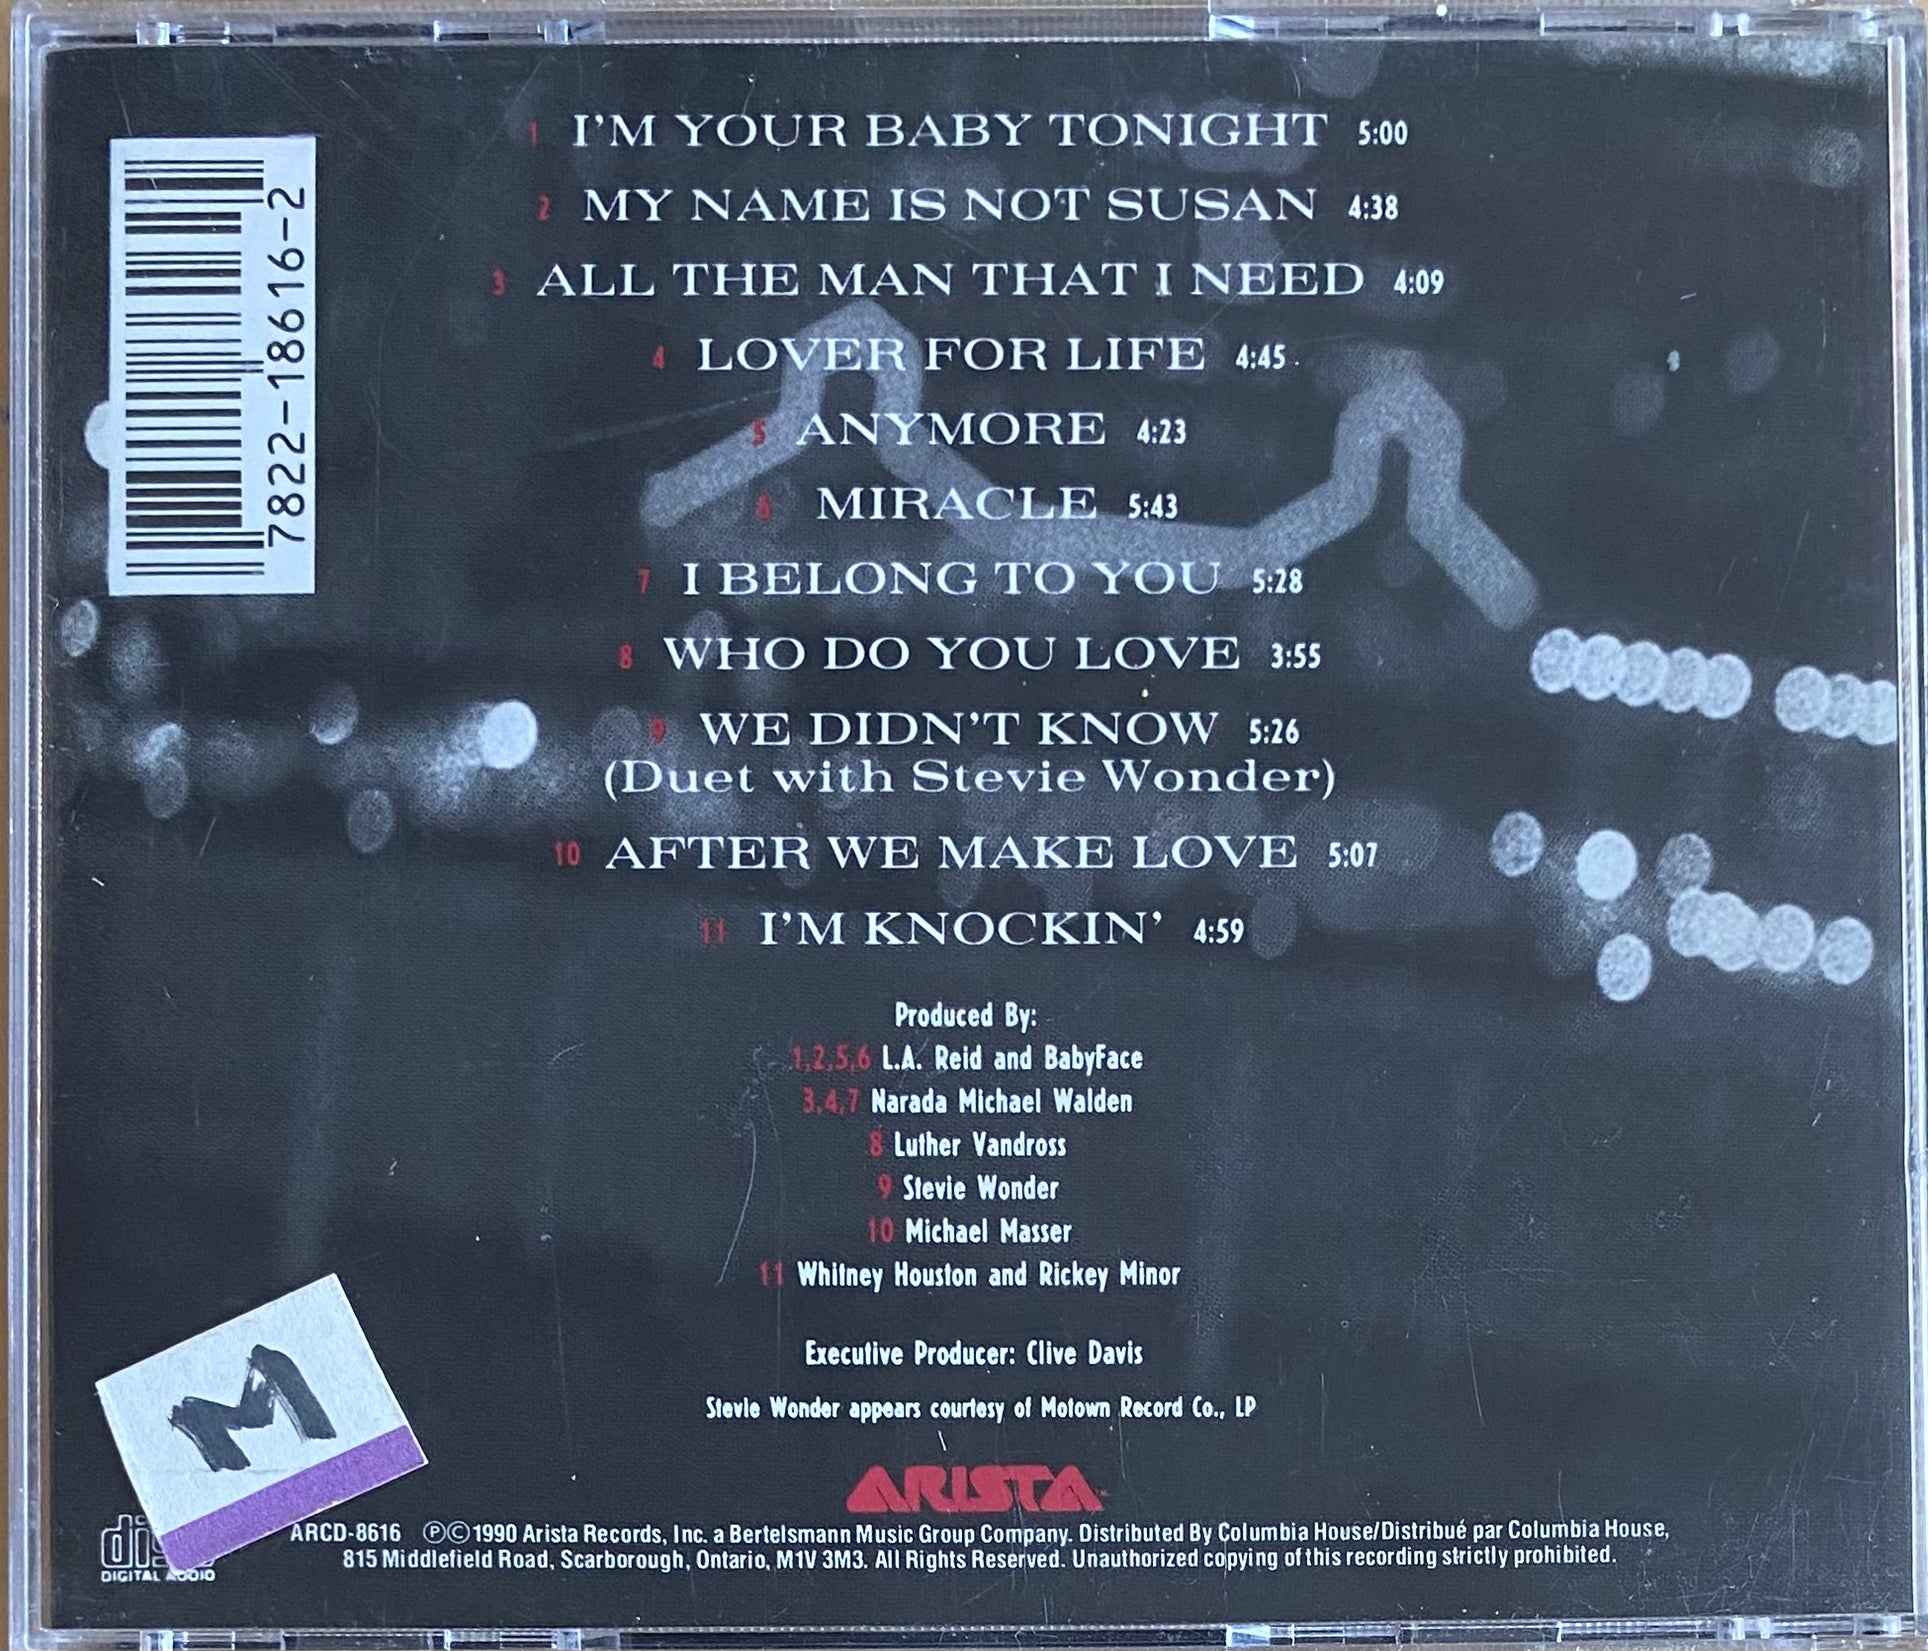 1 I'M YOUR BABY TONIGHT 5:00
2 MY NAME IS NOT SUSAN 4:38
3 ALL THE MAN THAT I NEED 4:09
4 LOVER FOR LIFE 4:45
5 ANYMORE 4:23
6 MIRACLE 5:43
7 I BELONG TO YOU 5:28
8 WHO DO YOU LOVE 3:55
9 WE DIDN'T KNOW 5:26
(Duet with Stevie Wonder)
10 AFTER WE MAKE LOVE 5:07
11 I'M KNOCKIN' 4:59
7822-18616-2
Produced By:
1,2,5,6 L.A. Reid and BabyFace
3,4,7 Narada Michael Walden
8 Luther Vandross
9 Stevie Wonder
10 Michael Masser
11 Whitney Houston and Rickey Minor
Executive Producer: Clive Davis
Stevie Wonder appears courtesy of Motown Record Co., LP
M
ARISTA
DIGITAL AUDIO
ARCD-8616 ℗©1990 Arista Records, Inc. a Bertelsmann Music Group Company. Distributed By Columbia House/Distribué par Columbia House,
815 Middlefield Road, Scarborough, Ontario, M1V 3M3. All Rights Reserved. Unauthorized copying of this recording strictly prohibited.